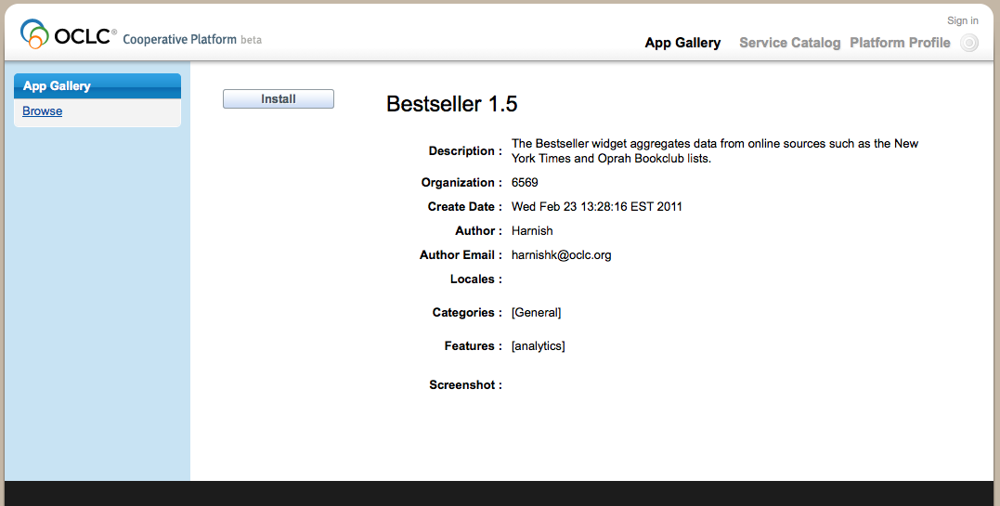 Sign in
OCLC® Cooperative Platform beta
App Gallery Service Catalog Platform Profile
App Gallery
Browse
Install
Bestseller 1.5
Description : The Bestseller widget aggregates data from online sources such as the New
York Times and Oprah Bookclub lists.
Organization : 6569
Create Date : Wed Feb 23 13:28:16 EST 2011
Author : Harnish
Author Email : harnishk@oclc.org
Locales :
Categories : [General]
Features : [analytics]
Screenshot :